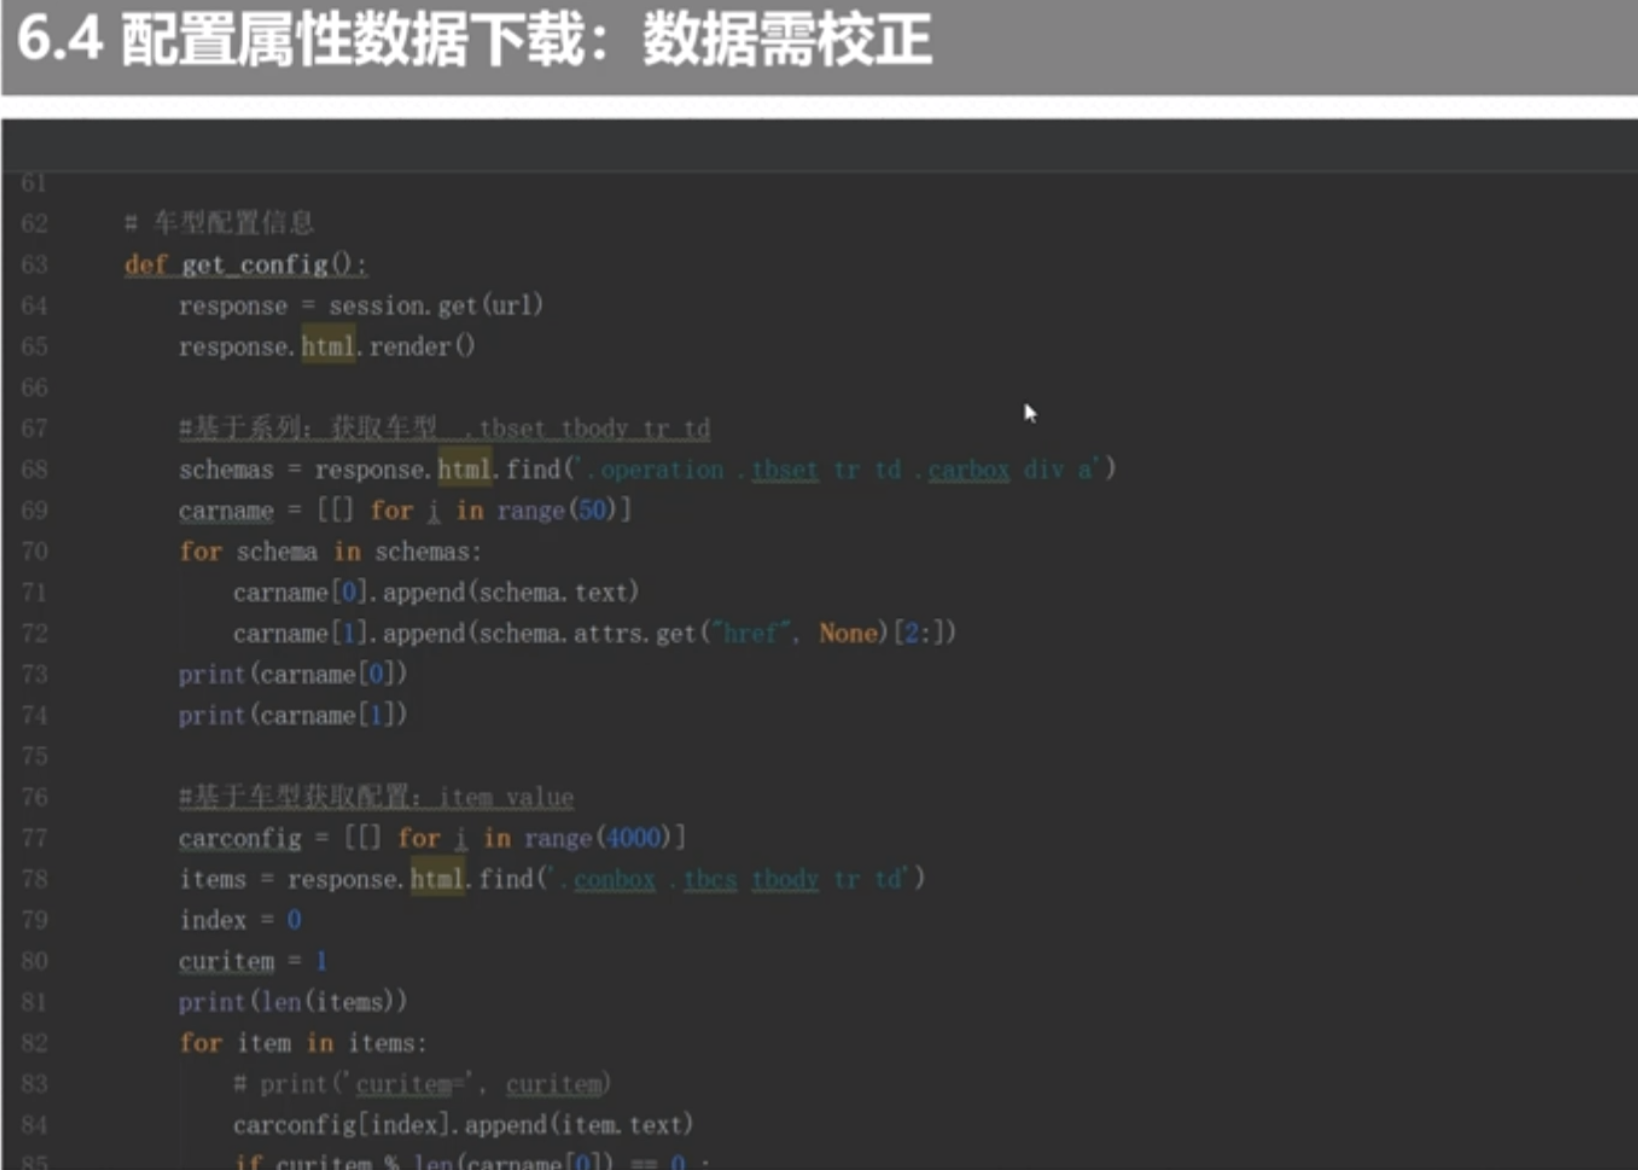 6.4 配置属性数据下载：数据需校正
61
62 # 车型配置信息
63 def get_config():
64 response = session.get(url)
65 response.html.render()
66
67 #基于系列：获取车型 .tbset tbody tr td
68 schemas = response.html.find('.operation .tbset tr td .carbox div a')
69 carname = [[] for i in range(50)]
70 for schema in schemas:
71 carname[0].append(schema.text)
72 carname[1].append(schema.attrs.get("href", None)[2:])
73 print(carname[0])
74 print(carname[1])
75
76 #基于车型获取配置：item value
77 carconfig = [[] for i in range(4000)]
78 items = response.html.find('.conbox .tbcs tbody tr td')
79 index = 0
80 curitem = 1
81 print(len(items))
82 for item in items:
83 # print('curitem=', curitem)
84 carconfig[index].append(item.text)
85 if curitem % len(carname[0]) == 0 :